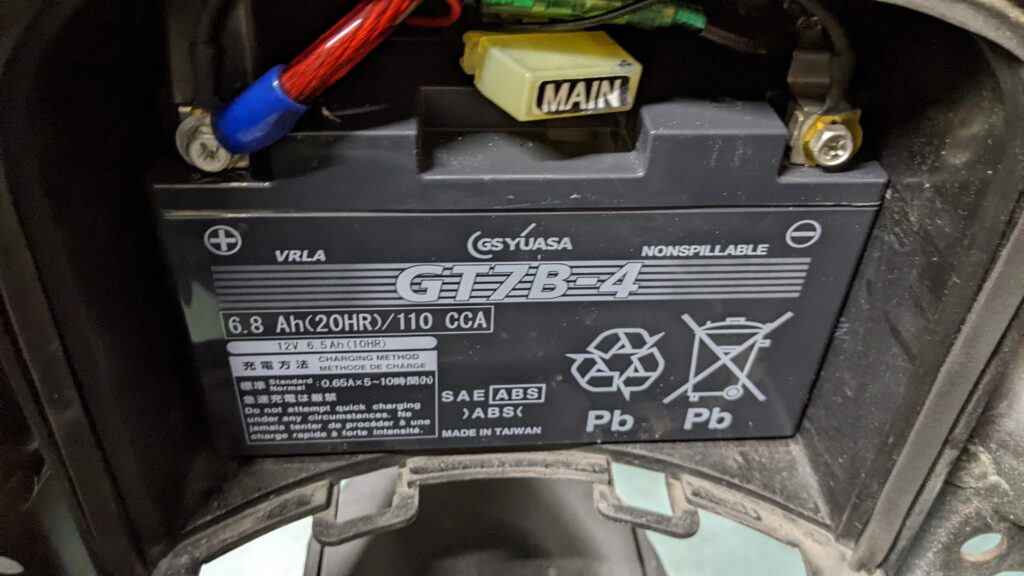 MAIN
VRLA
GS YUASA
NONSPILLABLE
GT7B-4
6.8 Ah(20HR)/110 CCA
12V 6.5Ah(10HR)
充電方法 CHARGING METHOD
METHODE DE CHARGE
標準 Standard Normal : 0.65A×5~10時間(h)
急速充電は厳禁
Do not attempt quick charging
under any circumstances. No
jamais tenter de procéder à une
charge rapide à forte intensité.
SAE ABS
>ABS<
MADE IN TAIWAN
Pb
Pb